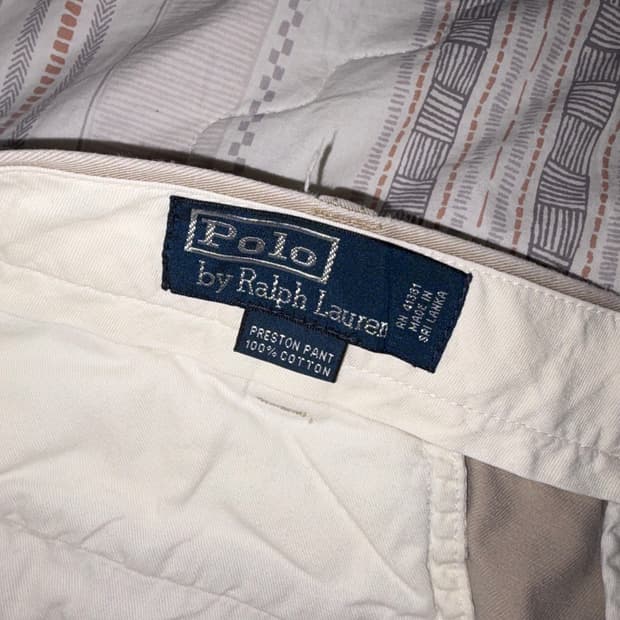 Polo
by Ralph Lauren
RN 41381
MADE IN
SRI LANKA
PRESTON PANT
100% COTTON